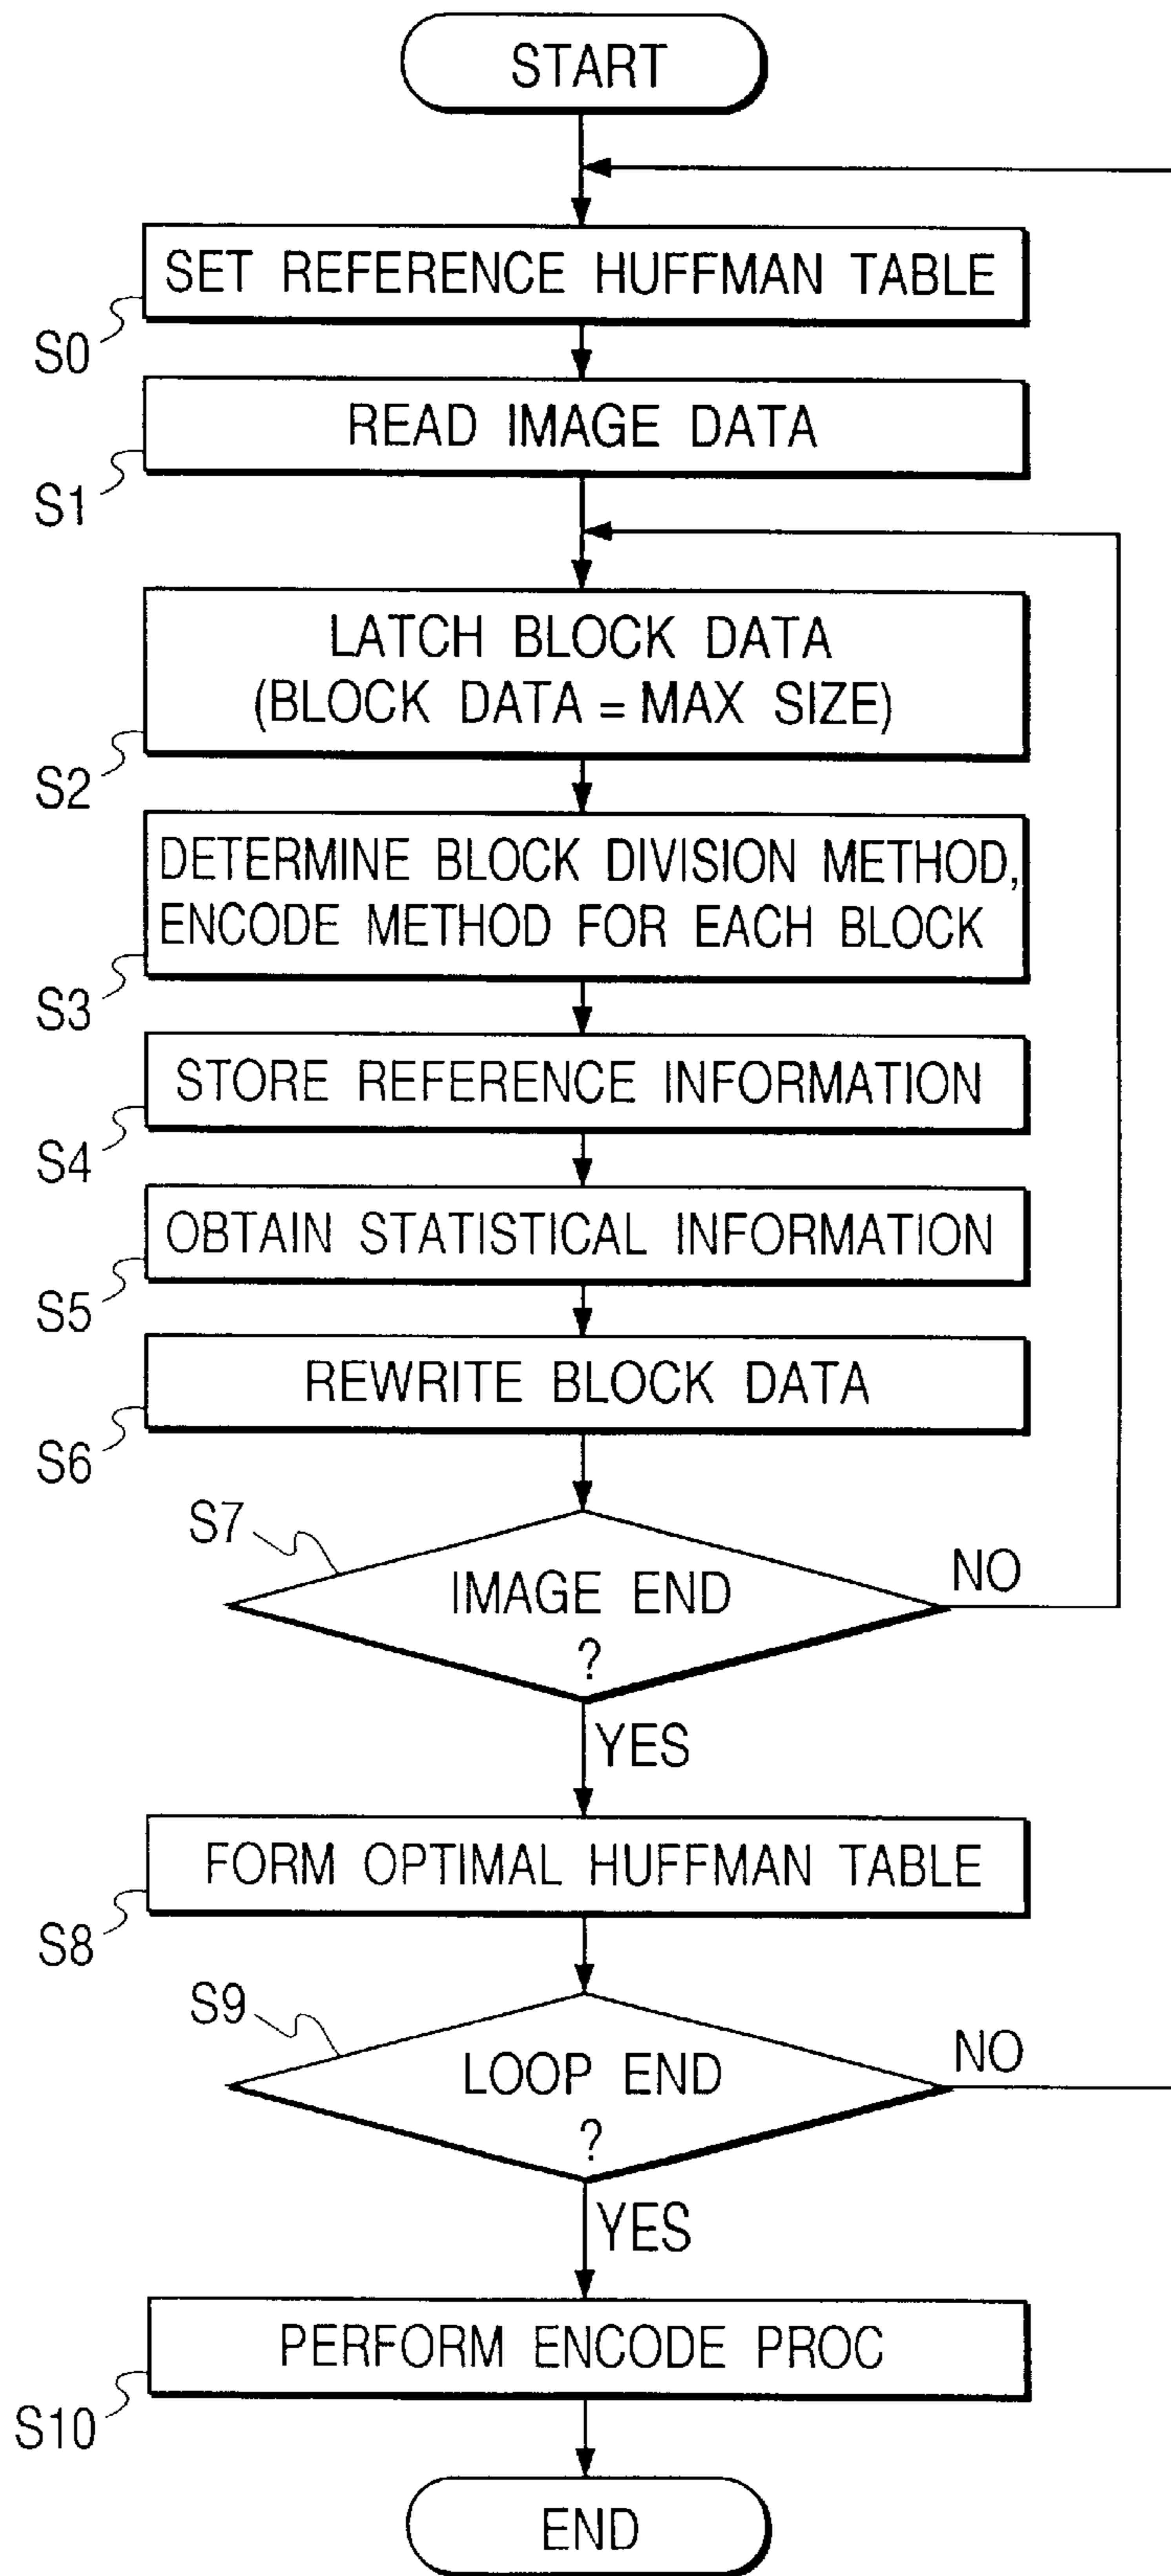 START
SET REFERENCE HUFFMAN TABLE
S0
READ IMAGE DATA
S1
LATCH BLOCK DATA
(BLOCK DATA = MAX SIZE)
S2
DETERMINE BLOCK DIVISION METHOD,
ENCODE METHOD FOR EACH BLOCK
S3
STORE REFERENCE INFORMATION
S4
OBTAIN STATISTICAL INFORMATION
S5
REWRITE BLOCK DATA
S6
S7
IMAGE END
?
NO
YES
FORM OPTIMAL HUFFMAN TABLE
S8
S9
LOOP END
?
NO
YES
PERFORM ENCODE PROC
S10
END